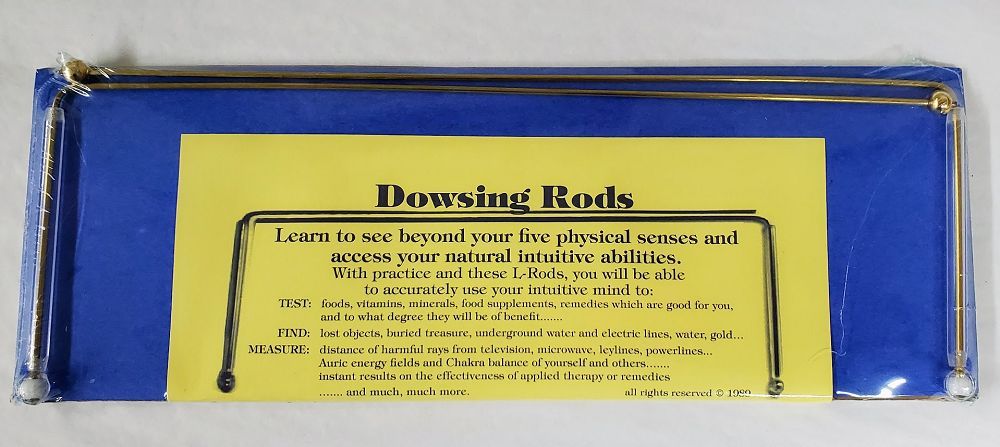 Dowsing Rods
Learn to see beyond your five physical senses and
access your natural intuitive abilities.
With practice and these L-Rods, you will be able
to accurately use your intuitive mind to:
TEST: foods, vitamins, minerals, food supplements, remedies which are good for you,
and to what degree they will be of benefit.......
FIND: lost objects, buried treasure, underground water and electric lines, water, gold...
MEASURE: distance of harmful rays from television, microwave, leylines, powerlines...
Auric energy fields and Chakra balance of yourself and others.......
instant results on the effectiveness of applied therapy or remedies
....... and much, much more.
all rights reserved © 1989